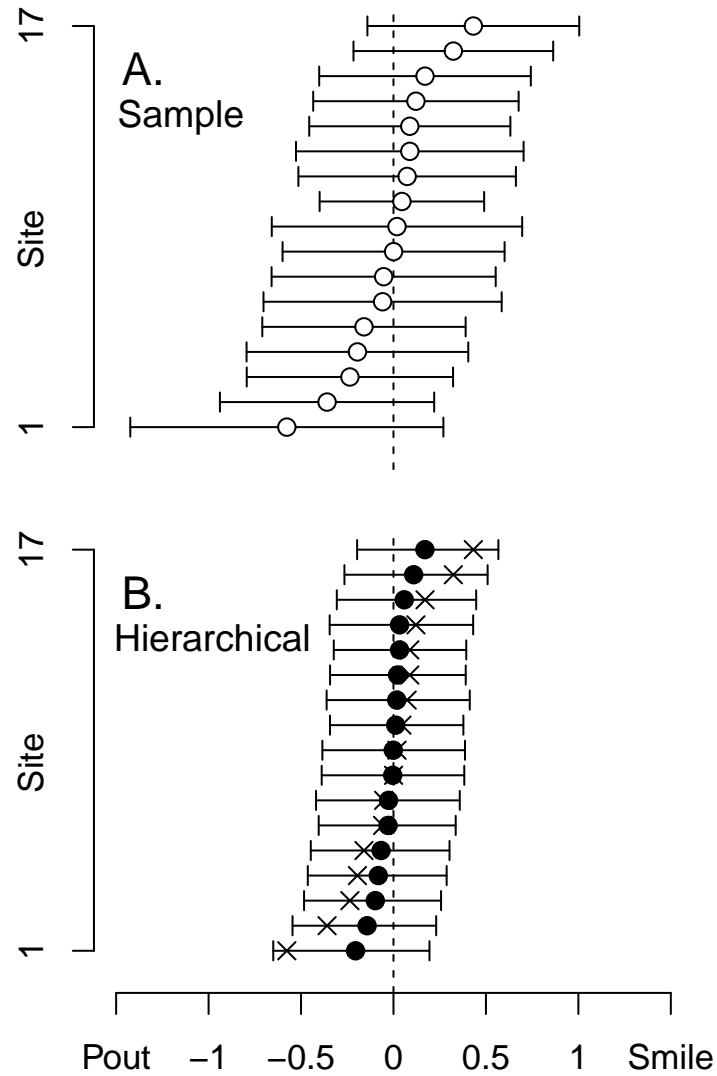 17
A.
Sample
Site
1
17
B.
Hierarchical
Site
1
Pout −1 −0.5 0 0.5 1 Smile